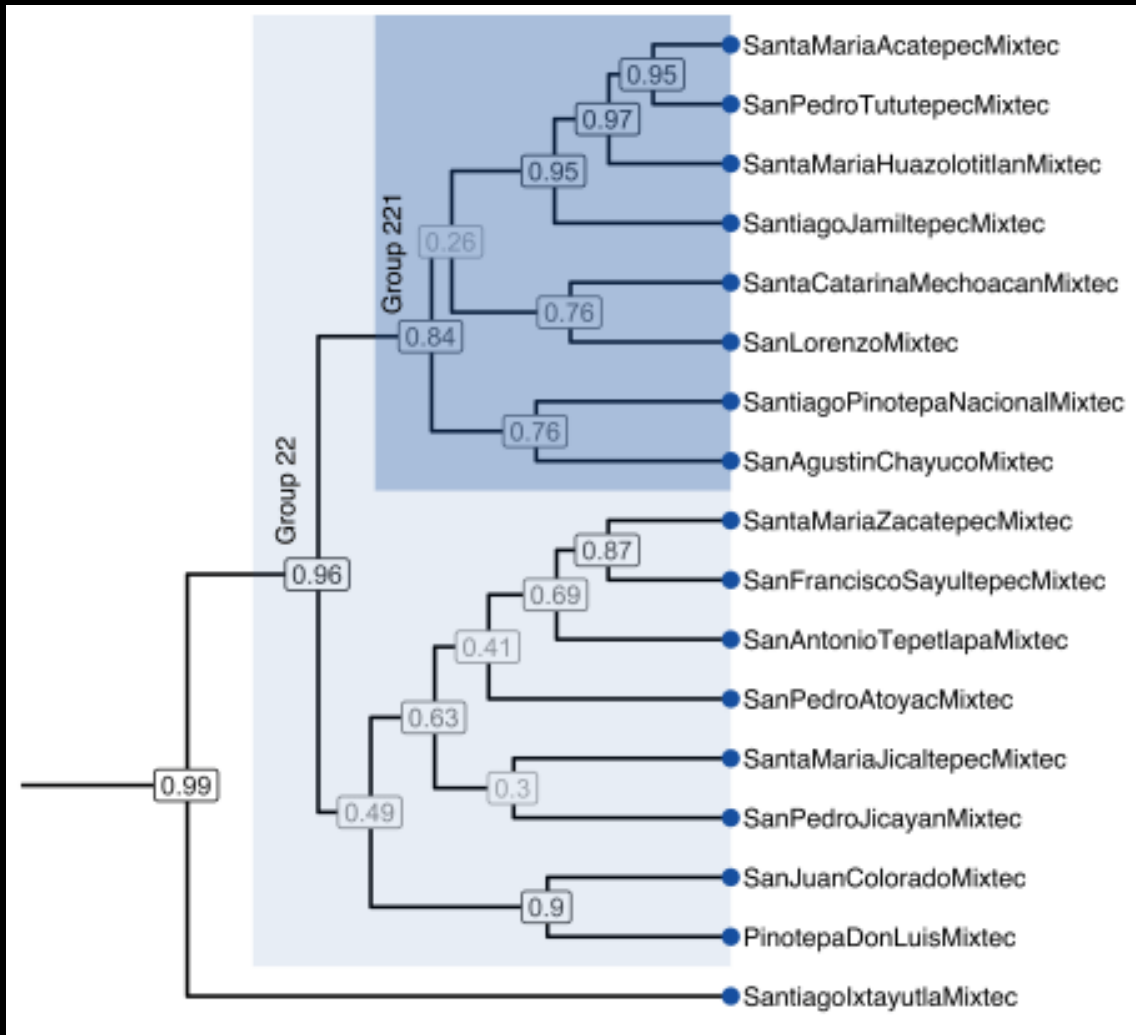 SantaMariaAcatepecMixtec
0.95
SanPedroTututepecMixtec
0.97
SantaMariaHuazolotitlanMixtec
0.95
SantiagoJamiltepecMixtec
Group 221
0.26
SantaCatarinaMechoacanMixtec
0.76
0.84
SanLorenzoMixtec
SantiagoPinotepaNacionalMixtec
0.76
SanAgustinChayucoMixtec
Group 22
SantaMariaZacatepecMixtec
0.87
0.96
SanFranciscoSayultepecMixtec
0.69
SanAntonioTepetlapaMixtec
0.41
SanPedroAtoyacMixtec
0.63
SantaMariaJicaltepecMixtec
0.99
0.3
0.49
SanPedroJicayanMixtec
SanJuanColoradoMixtec
0.9
PinotepaDonLuisMixtec
SantiagoIxtayutlaMixtec